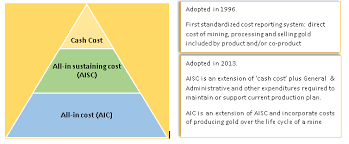 Cash Cost
All-in sustaining cost
(AISC)
All-in cost (AIC)
Adopted in 1996.
First standardized cost reporting system: direct
cost of mining, processing and selling gold
included by product and/or co-product
Adopted in 2013.
AISC is an extension of 'cash cost' plus General &
Administrative and other expenditures required to
maintain or support current production plan.
AIC is an extension of AISC and incorporate costs
of producing gold over the life cycle of a mine